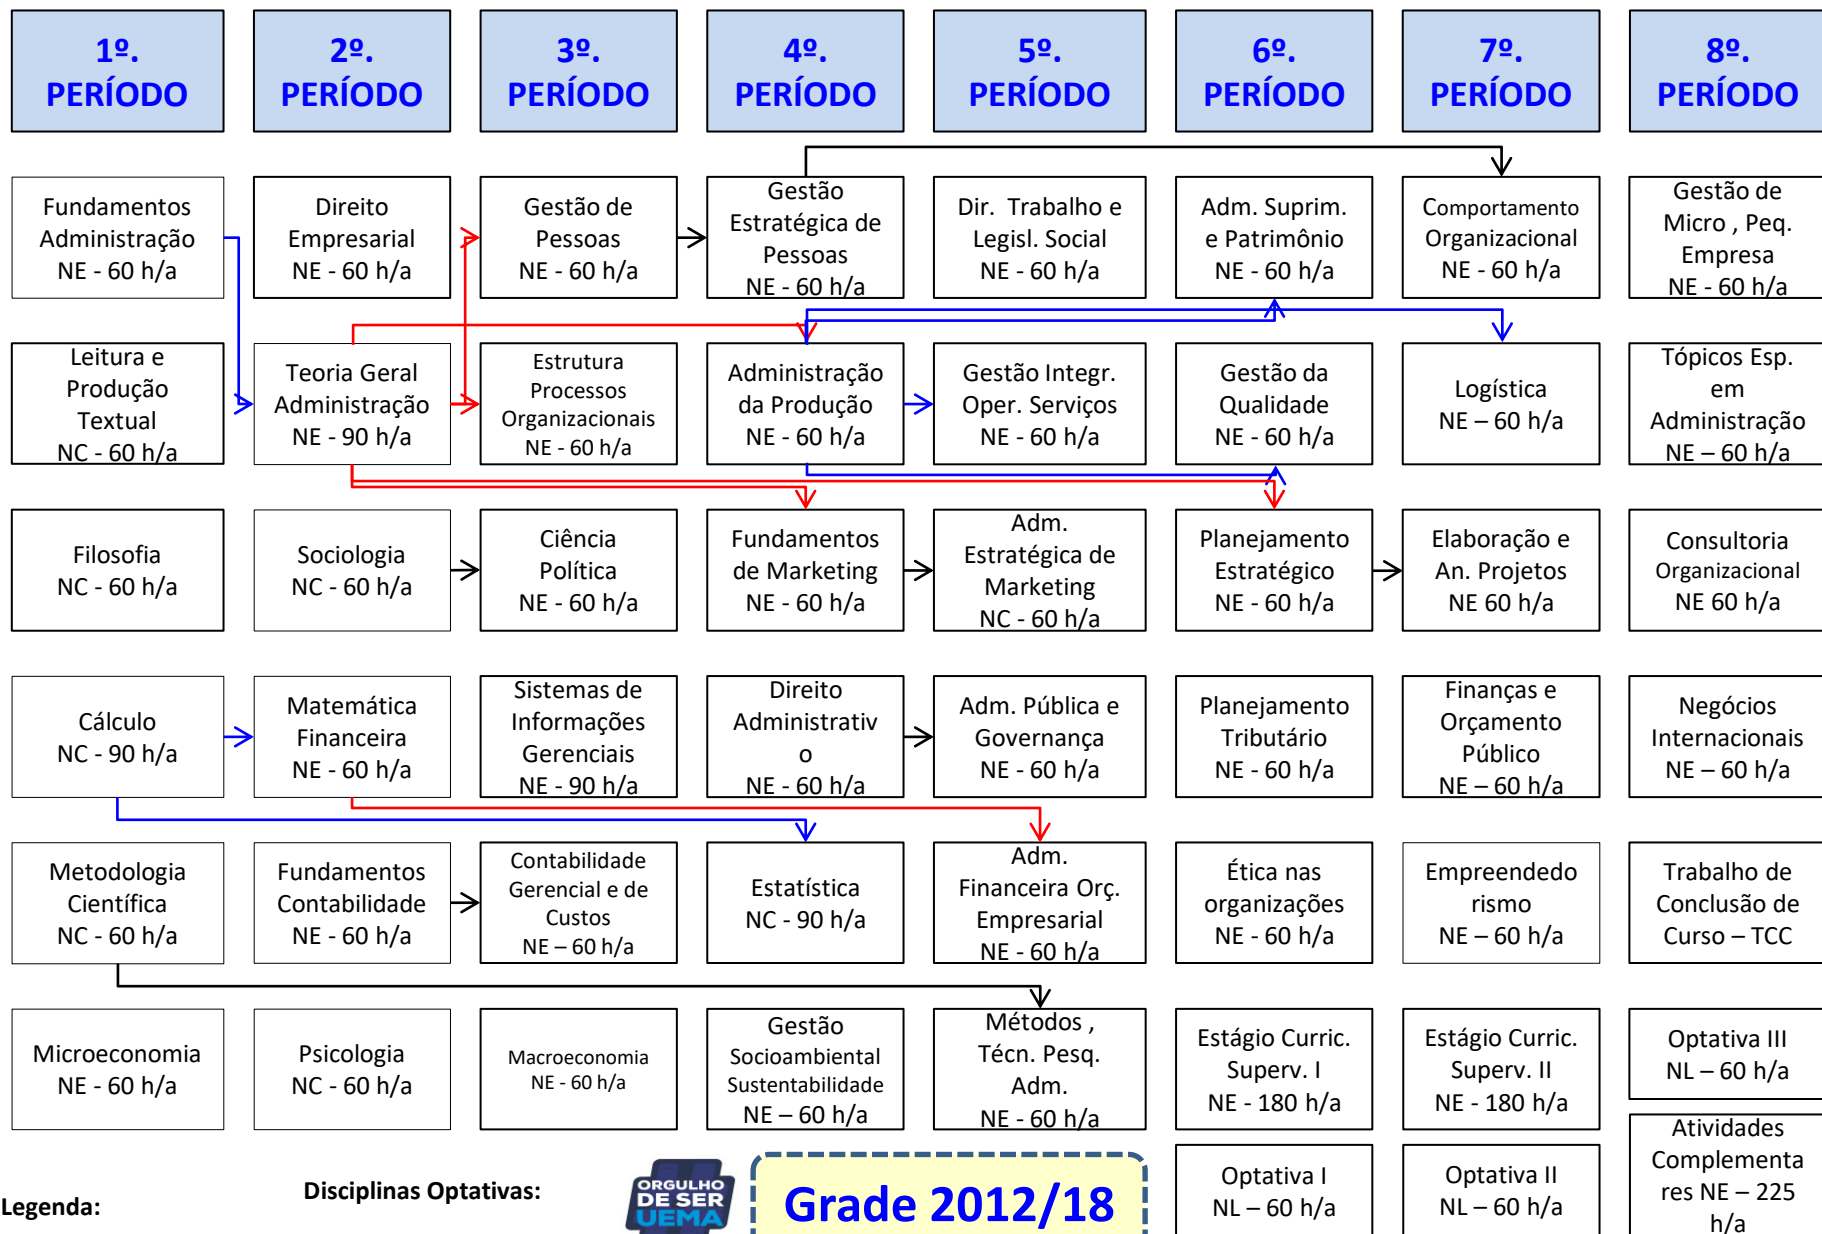 1º.
PERÍODO
2º.
PERÍODO
3º.
PERÍODO
4º.
PERÍODO
5º.
PERÍODO
6º.
PERÍODO
7º.
PERÍODO
8º.
PERÍODO
Fundamentos
Administração
NE - 60 h/a
Direito
Empresarial
NE - 60 h/a
Gestão de
Pessoas
NE - 60 h/a
Gestão
Estratégica de
Pessoas
NE - 60 h/a
Dir. Trabalho e
Legisl. Social
NE - 60 h/a
Adm. Suprim.
e Patrimônio
NE - 60 h/a
Comportamento
Organizacional
NE - 60 h/a
Gestão de
Micro , Peq.
Empresa
NE - 60 h/a
Leitura e
Produção
Textual
NC - 60 h/a
Teoria Geral
Administração
NE - 90 h/a
Estrutura
Processos
Organizacionais
NE - 60 h/a
Administração
da Produção
NE - 60 h/a
Gestão Integr.
Oper. Serviços
NE - 60 h/a
Gestão da
Qualidade
NE - 60 h/a
Logística
NE – 60 h/a
Tópicos Esp.
em
Administração
NE – 60 h/a
Filosofia
NC - 60 h/a
Sociologia
NC - 60 h/a
Ciência
Política
NE - 60 h/a
Fundamentos
de Marketing
NE - 60 h/a
Adm.
Estratégica de
Marketing
NC - 60 h/a
Planejamento
Estratégico
NE - 60 h/a
Elaboração e
An. Projetos
NE 60 h/a
Consultoria
Organizacional
NE 60 h/a
Cálculo
NC - 90 h/a
Matemática
Financeira
NE - 60 h/a
Sistemas de
Informações
Gerenciais
NE - 90 h/a
Direito
Administrativ
o
NE - 60 h/a
Adm. Pública e
Governança
NE - 60 h/a
Planejamento
Tributário
NE - 60 h/a
Finanças e
Orçamento
Público
NE – 60 h/a
Negócios
Internacionais
NE – 60 h/a
Metodologia
Científica
NC - 60 h/a
Fundamentos
Contabilidade
NE - 60 h/a
Contabilidade
Gerencial e de
Custos
NE – 60 h/a
Estatística
NC - 90 h/a
Adm.
Financeira Orç.
Empresarial
NE - 60 h/a
Ética nas
organizações
NE - 60 h/a
Empreendedo
rismo
NE – 60 h/a
Trabalho de
Conclusão de
Curso – TCC
Microeconomia
NE - 60 h/a
Psicologia
NC - 60 h/a
Macroeconomia
NE - 60 h/a
Gestão
Socioambiental
Sustentabilidade
NE – 60 h/a
Métodos ,
Técn. Pesq.
Adm.
NE - 60 h/a
Estágio Curric.
Superv. I
NE - 180 h/a
Estágio Curric.
Superv. II
NE - 180 h/a
Optativa III
NL – 60 h/a
Optativa I
NL – 60 h/a
Optativa II
NL – 60 h/a
Atividades
Complementa
res NE – 225
h/a
Legenda:
Disciplinas Optativas:
ORGULHO
DE SER
UEMA
Grade 2012/18